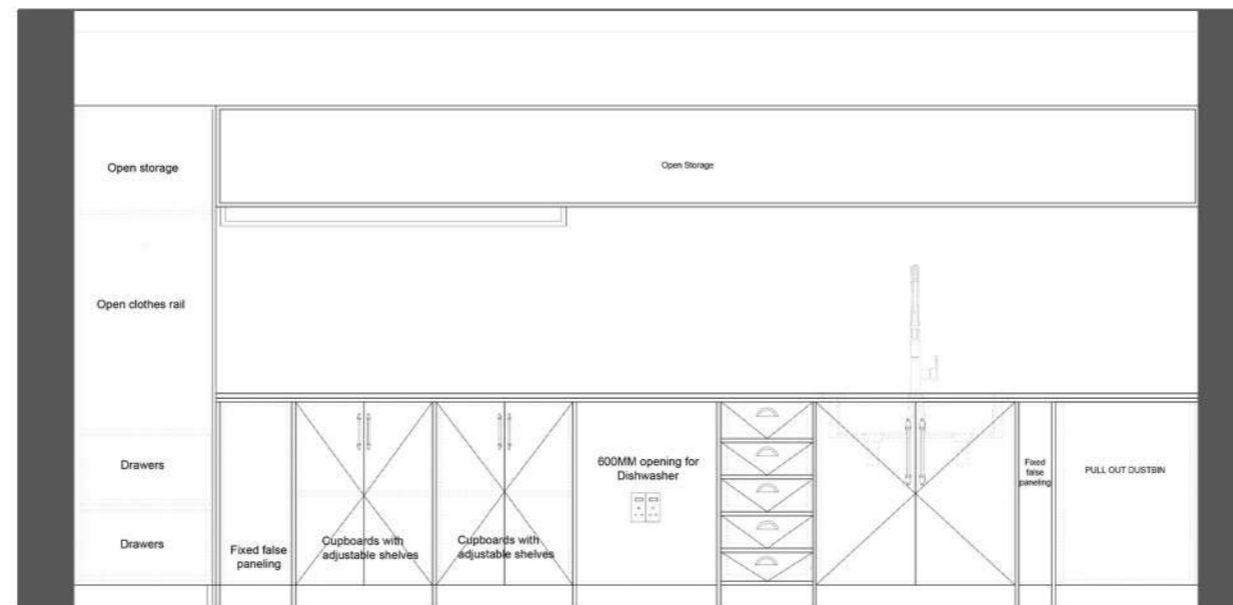 Open storage
Open Storage
Open clothes rail
Drawers
Drawers
Fixed false
paneling
Cupboards with
adjustable shelves
Cupboards with
adjustable shelves
600MM opening for
Dishwasher
Fixed
false
paneling
PULL OUT DUSTBIN